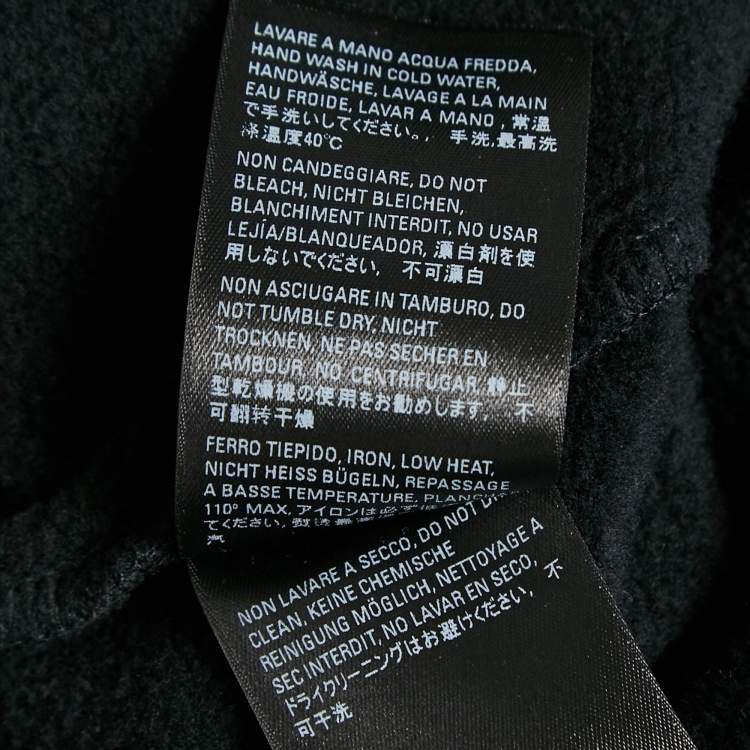 LAVARE A MANO ACQUA FREDDA,
HAND WASH IN COLD WATER,
HANDWÄSCHE, LAVAGE A LA MAIN
EAU FROIDE, LAVAR A MANO , 常温
で手洗いしてください。, 手洗,最高洗
涤温度40℃
NON CANDEGGIARE, DO NOT
BLEACH, NICHT BLEICHEN,
BLANCHIMENT INTERDIT, NO USAR
LEJÍA/BLANQUEADOR, 漂白剤を使
用しないでください, 不可漂白
NON ASCIUGARE IN TAMBURO, DO
NOT TUMBLE DRY, NICHT
TROCKNEN, NE PAS SECHER EN
TAMBOUR, NO CENTRIFUGAR, 静止
型乾燥機の使用をお勧めします, 不
可翻转干燥
FERRO TIEPIDO, IRON, LOW HEAT,
NICHT HEISS BÜGELN, REPASSAGE
A BASSE TEMPERATURE,
110° MAX, アイロンは
てください,
NON LAVARE A SECCO, DO NOT
CLEAN, KEINE CHEMISCHE
REINIGUNG MÖGLICH, NETTOYAGE A
SEC INTERDIT, NO LAVAR EN SECO,
ドライクリーニングはお避けください, 不
可干洗